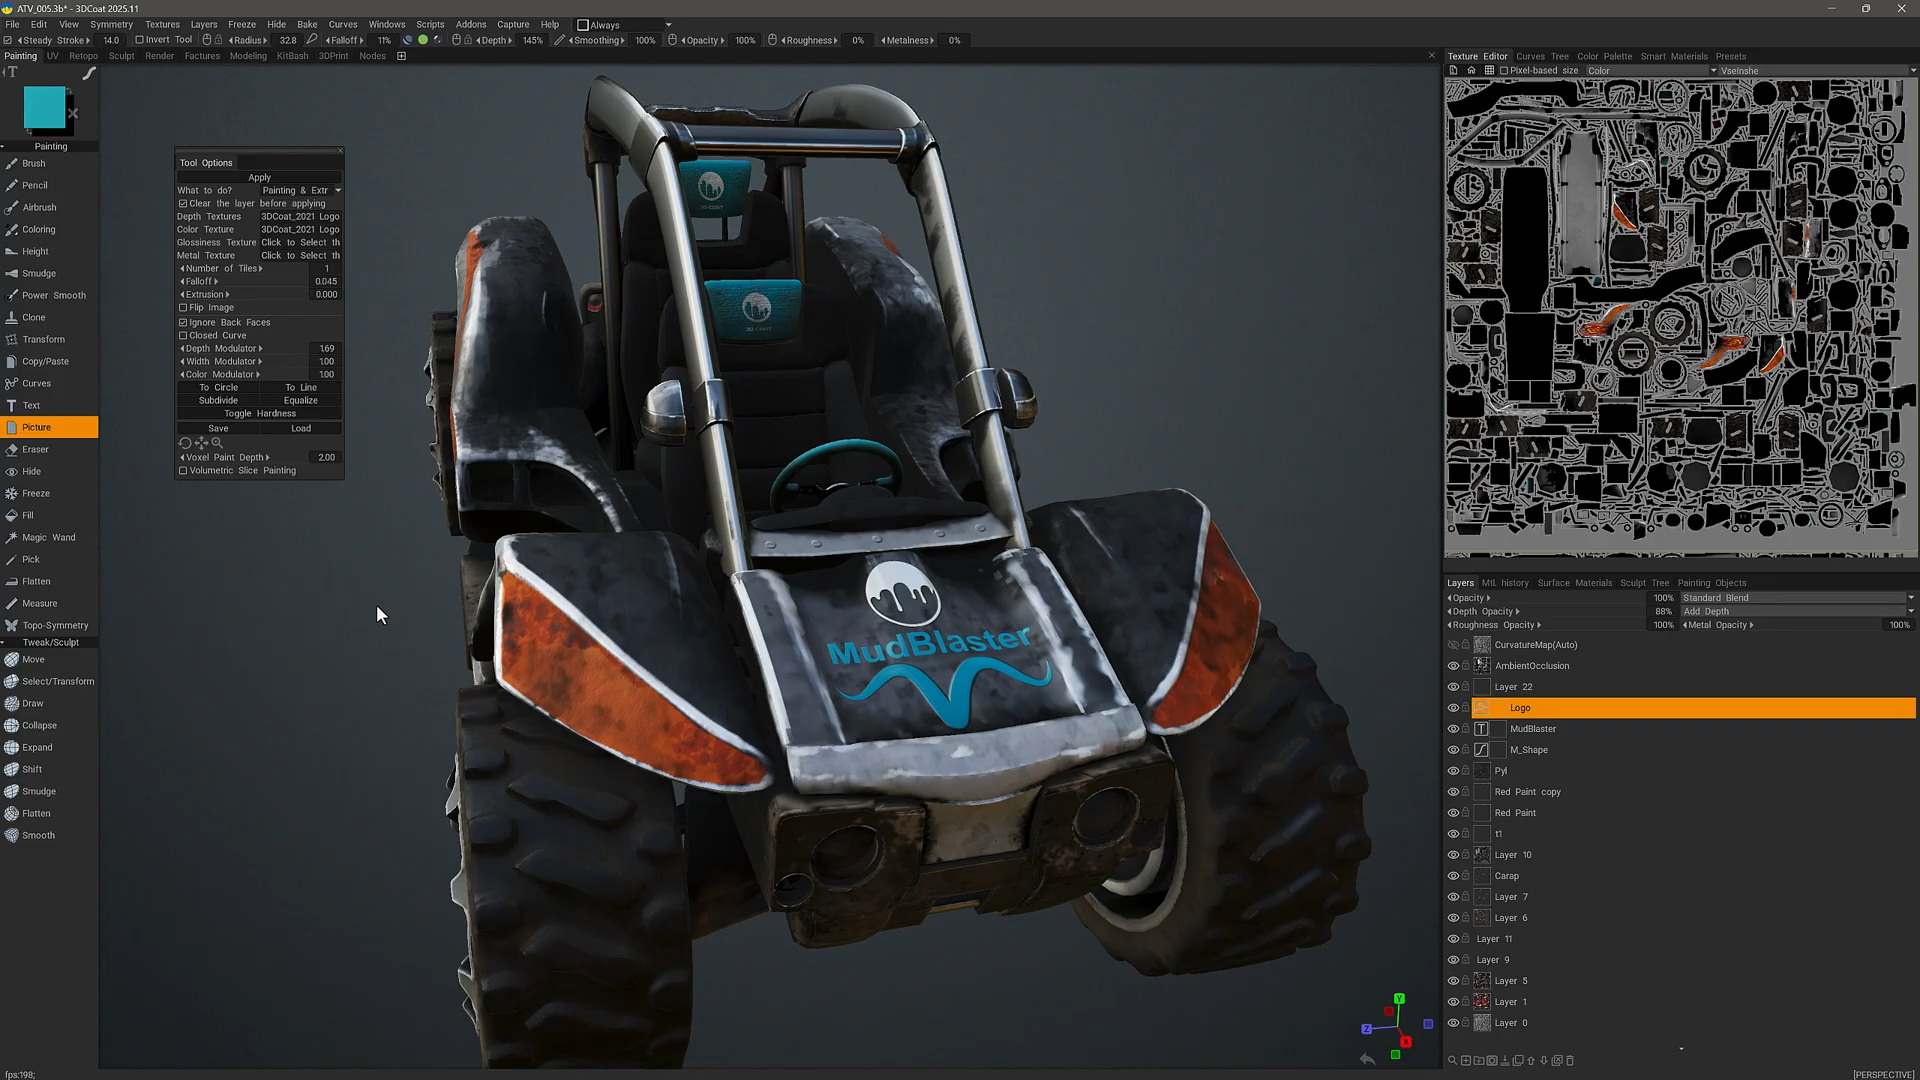 ATV_005.3b* - 3DCoat 2025.11
File Edit View Symmetry Textures Layers Freeze Hide Bake Curves Windows Scripts Addons Capture Help Always
Steady Stroke 14.0 Invert Tool Radius 32.8 Falloff 11% Depth 145% Smoothing 100% Opacity 100% Roughness 0% Metalness 0%
Painting UV Retopo Sculpt Render Factures Modeling KitBash 3DPrint Nodes
Painting
Brush
Pencil
Airbrush
Coloring
Height
Smudge
Power Smooth
Clone
Transform
Copy/Paste
Curves
Text
Picture
Eraser
Hide
Freeze
Fill
Magic Wand
Pick
Flatten
Measure
Topo-Symmetry
Tweak/Sculpt
Move
Select/Transform
Draw
Collapse
Expand
Shift
Smudge
Flatten
Smooth
fps:198;
Tool Options
Apply
What to do? Painting & Extr
Clear the layer before applying
Depth Textures 3DCoat_2021 Logo
Color Texture 3DCoat_2021 Logo
Glossiness Texture Click to Select th
Metal Texture Click to Select th
Number of Tiles 1
Falloff 0.045
Extrusion 0.000
Flip Image
Ignore Back Faces
Closed Curve
Depth Modulator 1.69
Width Modulator 1.00
Color Modulator 1.00
To Circle To Line
Subdivide Equalize
Toggle Hardness
Save Load
Voxel Paint Depth 2.00
Volumetric Slice Painting
3D-COAT
3D-COAT
MudBlaster
Y
Z
X
Texture Editor Curves Tree Color Palette Smart Materials Presets
Pixel-based size Color VseInshe
Layers Mtl. history Surface Materials Sculpt Tree Painting Objects
Opacity 100% Standard Blend
Depth Opacity 88% Add Depth
Roughness Opacity 100% Metal Opacity 100%
CurvatureMap(Auto)
AmbientOcclusion
Layer 22
Logo
MudBlaster
M_Shape
Pyl
Red Paint copy
Red Paint
t1
Layer 10
Carap
Layer 7
Layer 6
Layer 11
Layer 9
Layer 5
Layer 1
Layer 0
[PERSPECTIVE]